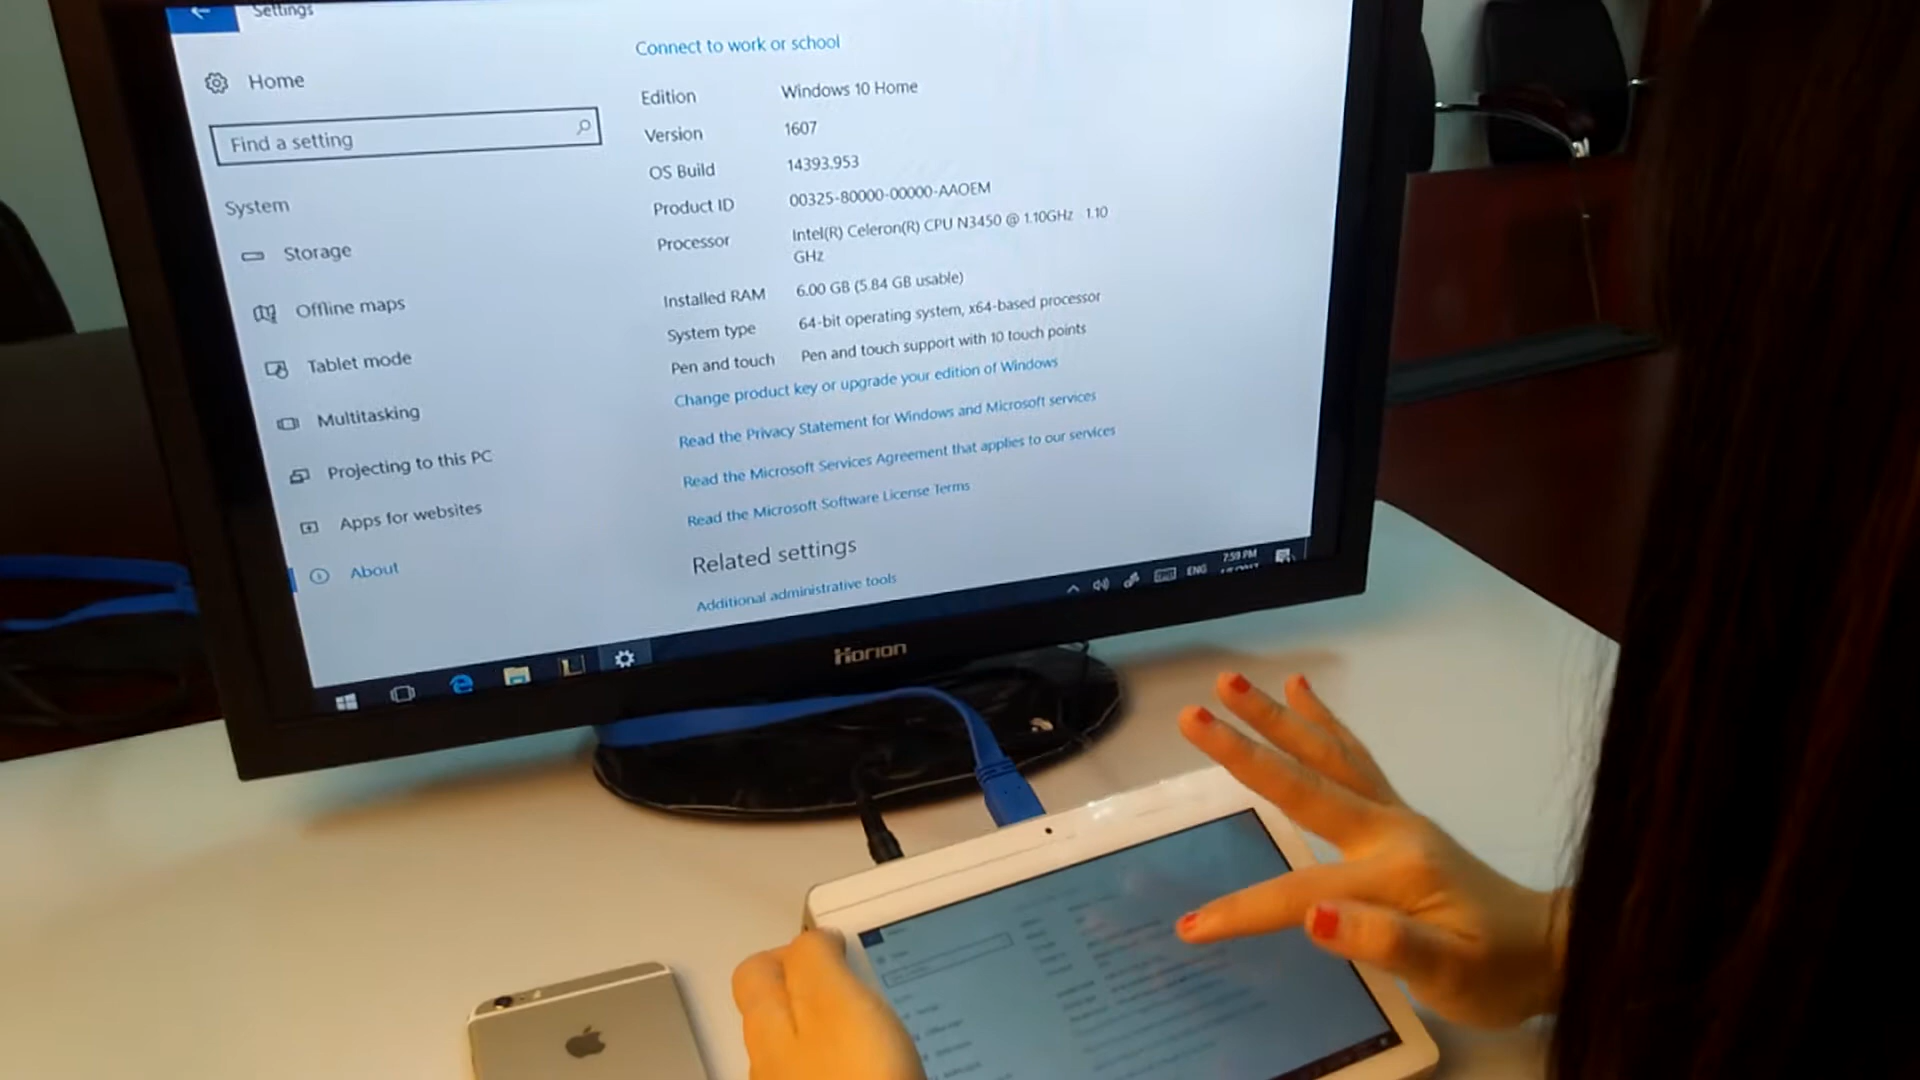 Settings
Home
Find a setting
System
Storage
Offline maps
Tablet mode
Multitasking
Projecting to this PC
Apps for websites
About
Connect to work or school
Edition Windows 10 Home
Version 1607
OS Build 14393.953
Product ID 00325-80000-00000-AAOEM
Processor Intel(R) Celeron(R) CPU N3450 @ 1.10GHz 1.10
GHz
Installed RAM 6.00 GB (5.84 GB usable)
System type 64-bit operating system, x64-based processor
Pen and touch Pen and touch support with 10 touch points
Change product key or upgrade your edition of Windows
Read the Privacy Statement for Windows and Microsoft services
Read the Microsoft Services Agreement that applies to our services
Read the Microsoft Software License Terms
Related settings
Additional administrative tools
ENG
7:59 PM
Horion